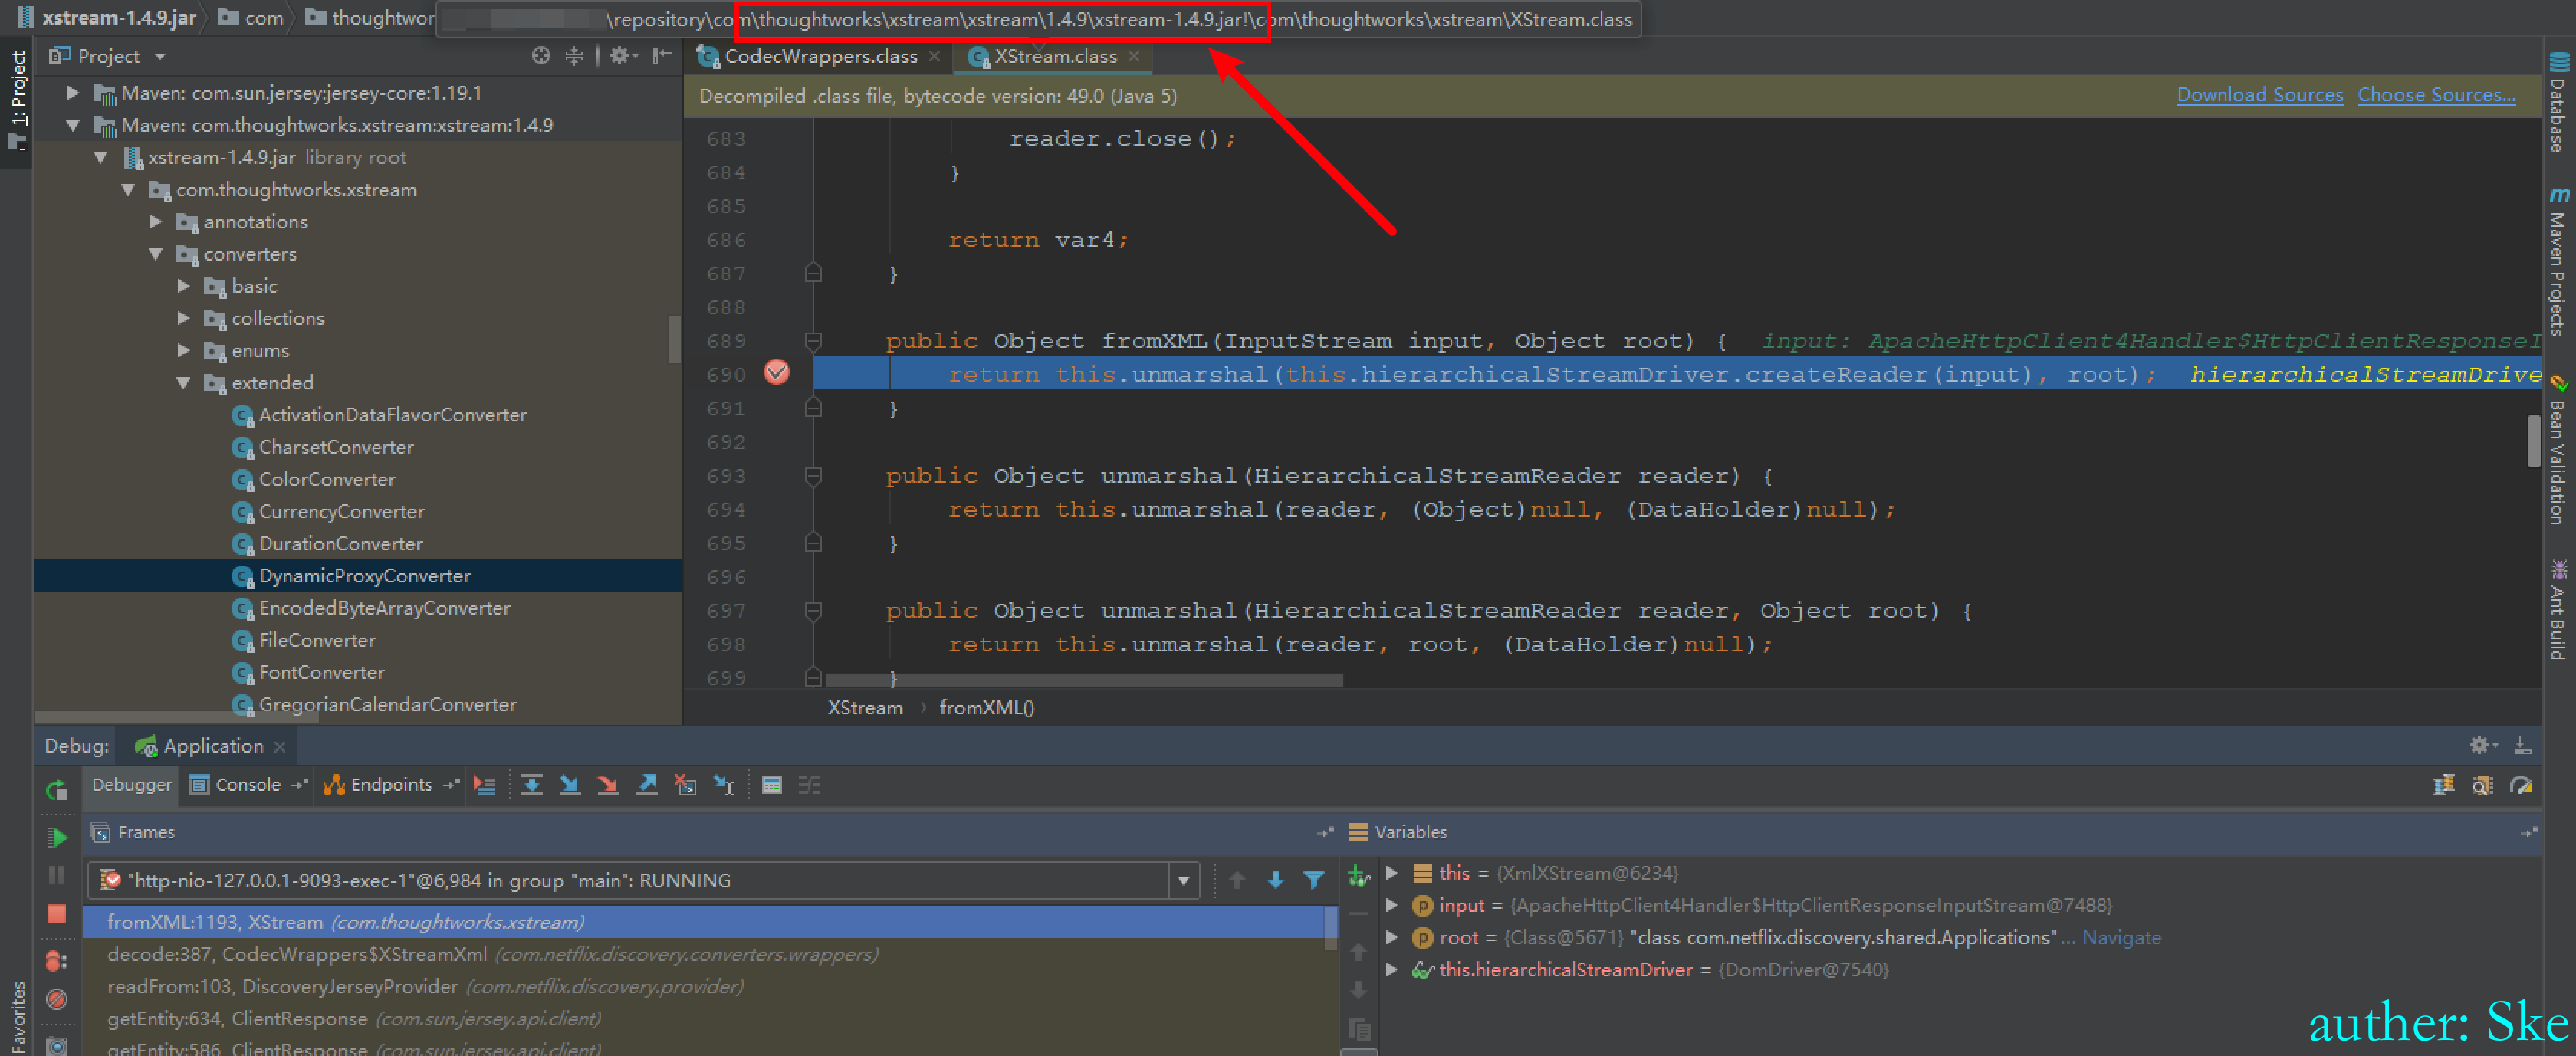 xstream-1.4.9.jar com thoughtwor
\repository\com\thoughtworks\xstream\xstream\1.4.9\xstream-1.4.9.jar!\com\thoughtworks\xstream\XStream.class
1: Project
Favorites
Project
Maven: com.sun.jersey:jersey-core:1.19.1
Maven: com.thoughtworks.xstream:xstream:1.4.9
xstream-1.4.9.jar library root
com.thoughtworks.xstream
annotations
converters
basic
collections
enums
extended
ActivationDataFlavorConverter
CharsetConverter
ColorConverter
CurrencyConverter
DurationConverter
DynamicProxyConverter
EncodedByteArrayConverter
FileConverter
FontConverter
GregorianCalendarConverter
CodecWrappers.class XStream.class
Decompiled .class file, bytecode version: 49.0 (Java 5) Download Sources Choose Sources...
683 reader.close();
684 }
685
686 return var4;
687 }
688
689 public Object fromXML(InputStream input, Object root) { input: ApacheHttpClient4Handler$HttpClientResponseI
690 return this.unmarshal(this.hierarchicalStreamDriver.createReader(input), root); hierarchicalStreamDrive
691 }
692
693 public Object unmarshal(HierarchicalStreamReader reader) {
694 return this.unmarshal(reader, (Object)null, (DataHolder)null);
695 }
696
697 public Object unmarshal(HierarchicalStreamReader reader, Object root) {
698 return this.unmarshal(reader, root, (DataHolder)null);
699 }
XStream fromXML()
Database
Maven Projects
Bean Validation
Ant Build
Debug: Application
Debugger Console Endpoints
Frames
"http-nio-127.0.0.1-9093-exec-1"@6,984 in group "main": RUNNING
fromXML:1193, XStream (com.thoughtworks.xstream)
decode:387, CodecWrappers$XStreamXml (com.netflix.discovery.converters.wrappers)
readFrom:103, DiscoveryJerseyProvider (com.netflix.discovery.provider)
getEntity:634, ClientResponse (com.sun.jersey.api.client)
getEntity:586, ClientResponse (com.sun.jersey.api.client)
Variables
this = {XmlXStream@6234}
input = {ApacheHttpClient4Handler$HttpClientResponseInputStream@7488}
root = {Class@5671} "class com.netflix.discovery.shared.Applications" ... Navigate
this.hierarchicalStreamDriver = {DomDriver@7540}
auther: Ske